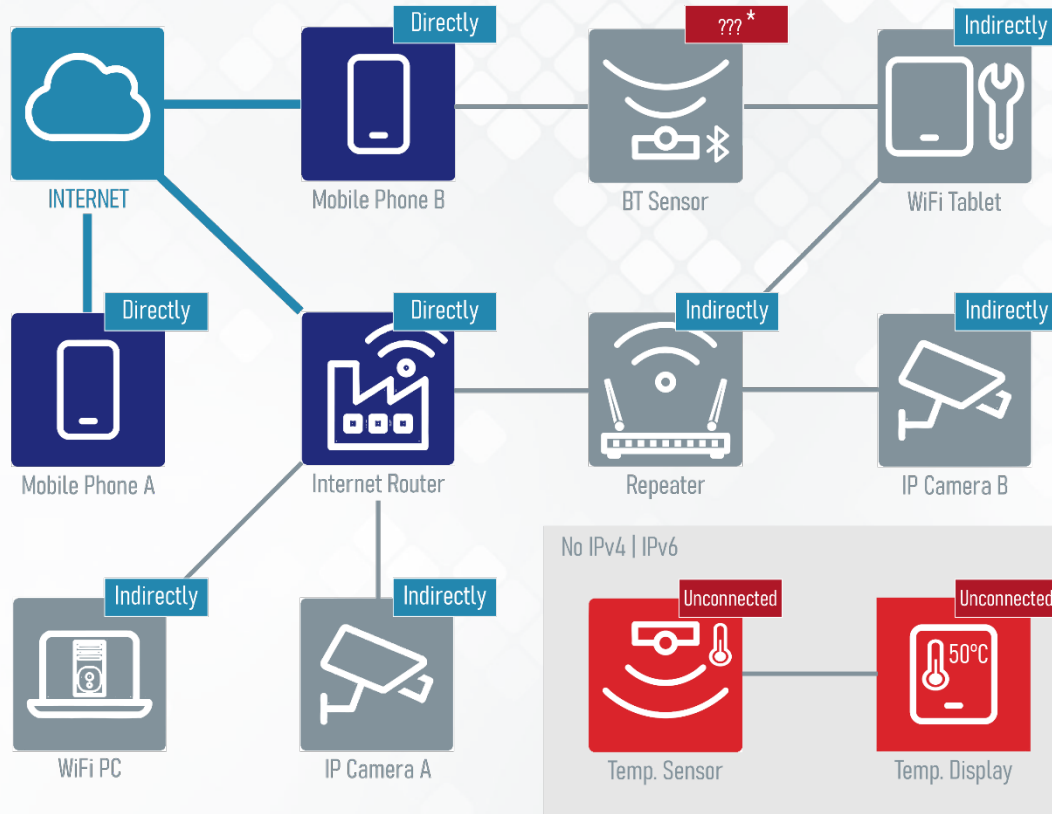 Directly
??? *
Indirectly
INTERNET
Mobile Phone B
BT Sensor
WiFi Tablet
Directly
Directly
Indirectly
Indirectly
Mobile Phone A
Internet Router
Repeater
IP Camera B
No IPv4 | IPv6
Indirectly
Indirectly
Unconnected
Unconnected
50°C
WiFi PC
IP Camera A
Temp. Sensor
Temp. Display